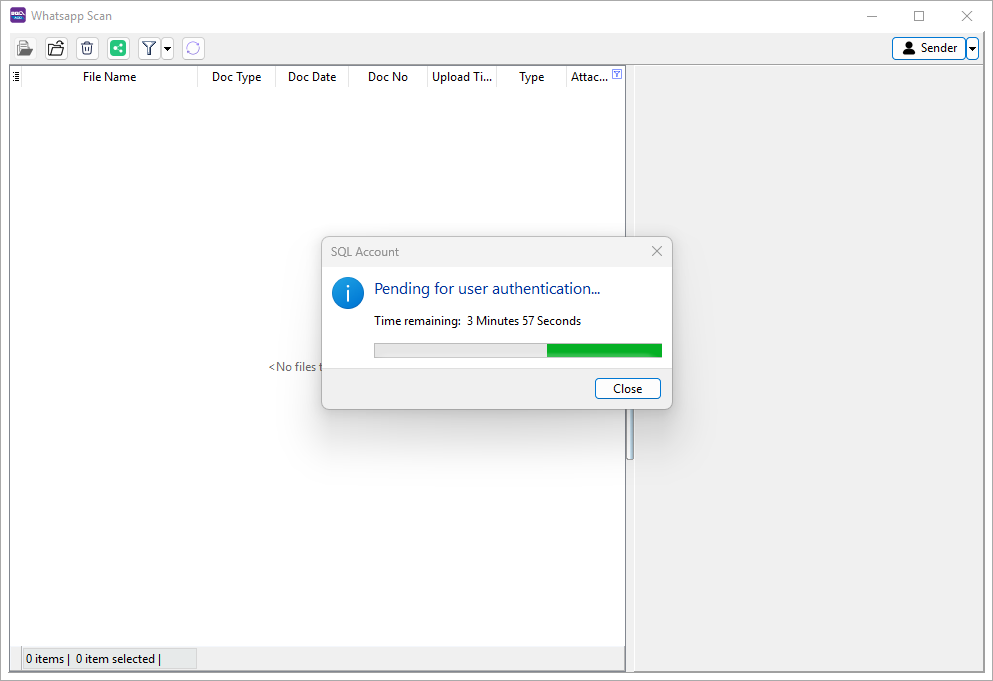 Whatsapp Scan
Sender
File Name Doc Type Doc Date Doc No Upload Ti... Type Attac...
SQL Account
Pending for user authentication...
Time remaining: 3 Minutes 57 Seconds
<No files
Close
0 items | 0 item selected |